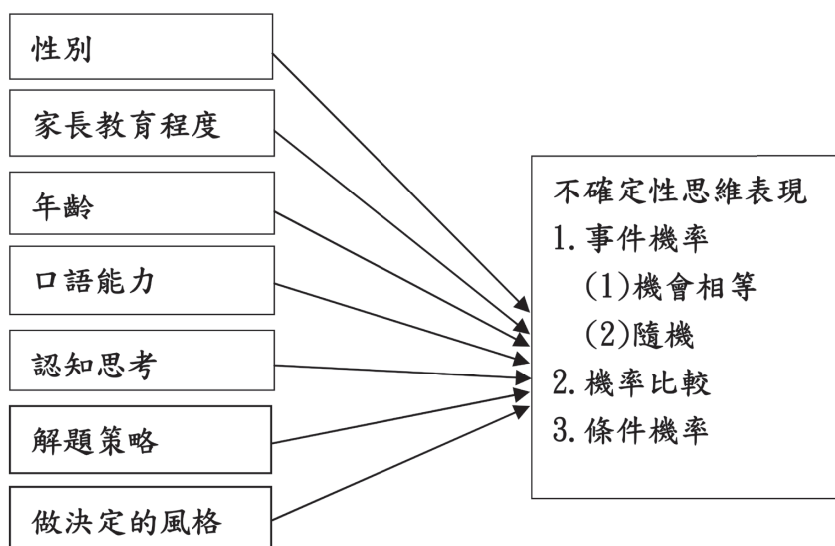 性別
家長教育程度
年齡
口語能力
認知思考
解題策略
做決定的風格
不確定性思維表現
1.事件機率
(1)機會相等
(2)隨機
2.機率比較
3.條件機率